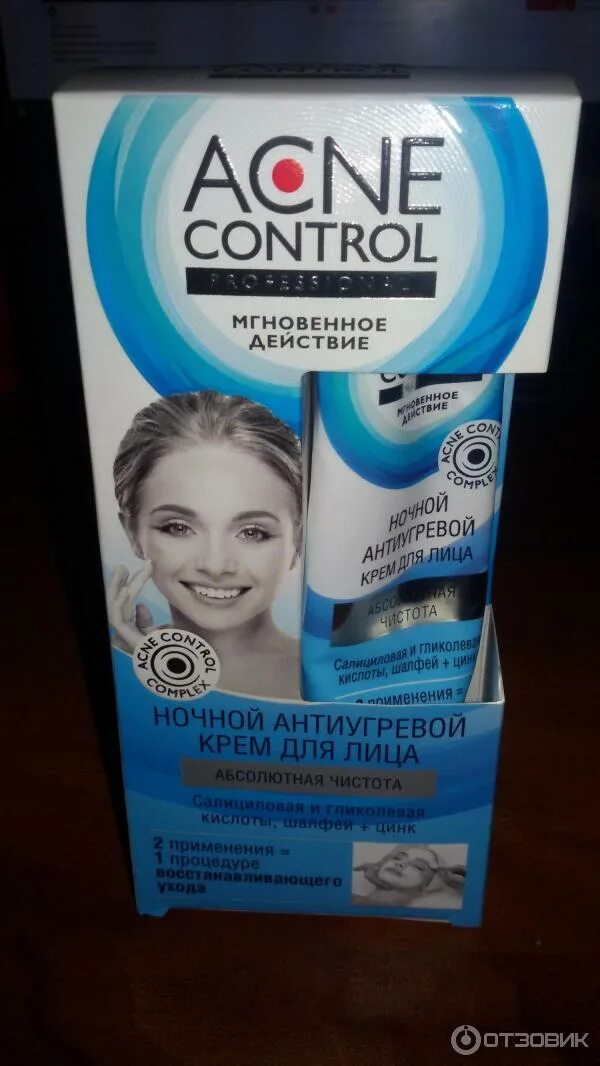 ACNE
CONTROL
PROFESSIONAL
МГНОВЕННОЕ
ДЕЙСТВИЕ
МГНОВЕННОЕ
ДЕЙСТВИЕ
ACNE CONTROL
COMPLEX
НОЧНОЙ
АНТИУГРЕВОЙ
КРЕМ ДЛЯ ЛИЦА
АБСОЛЮТНАЯ
ЧИСТОТА
Салициловая и гликолевая
кислоты, шалфей + цинк
применения =
ACNE CONTROL
COMPLEX
НОЧНОЙ АНТИУГРЕВОЙ
КРЕМ ДЛЯ ЛИЦА
АБСОЛЮТНАЯ ЧИСТОТА
Салициловая и гликолевая
кислоты, шалфей + цинк
2 применения =
1 процедуре
восстанавливающего
ухода
ОТЗОВИК